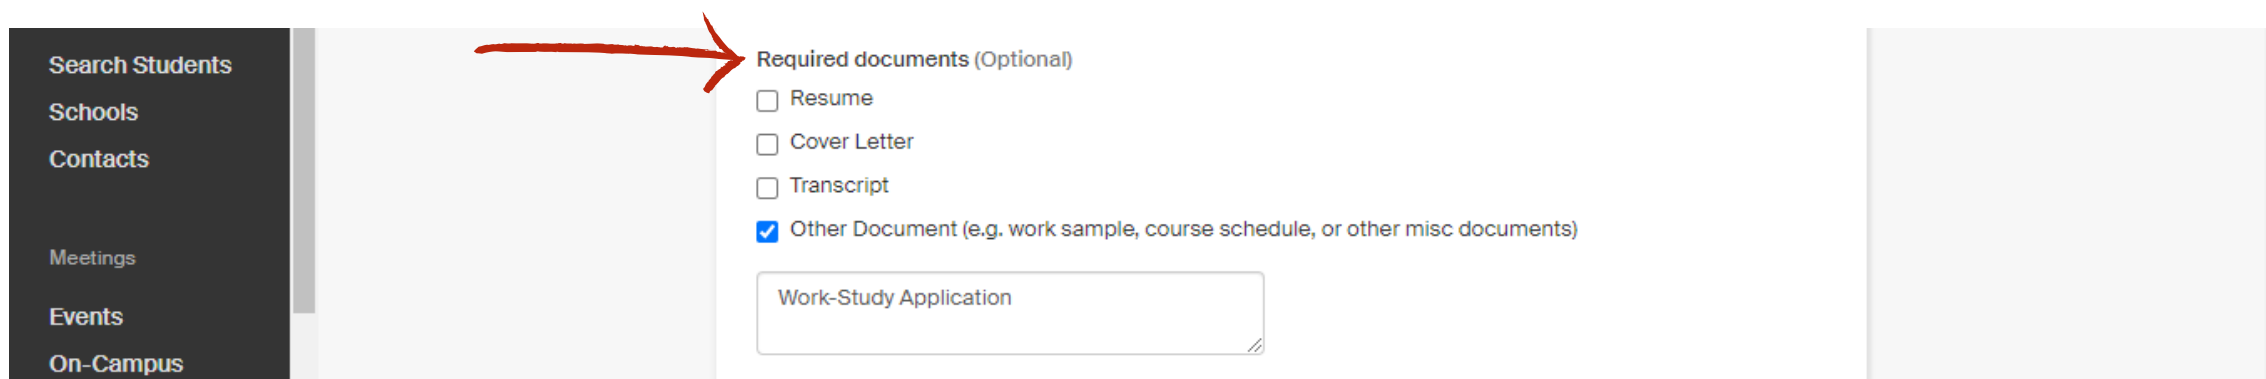 Search Students
Schools
Contacts
Meetings
Events
On-Campus
Required documents (Optional)
Resume
Cover Letter
Transcript
Other Document (e.g. work sample, course schedule, or other misc documents)
Work-Study Application